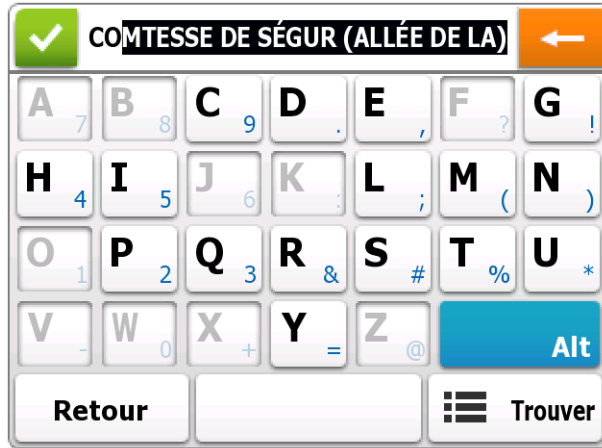 COMTESSE DE SÉGUR (ALLÉE DE LA)
A 7 B 8 C 9 D . E , F ? G !
H 4 I 5 J 6 K : L ; M ( N )
O 1 P 2 Q 3 R & S # T % U *
V - W 0 X + Y = Z @ Alt
Retour Trouver